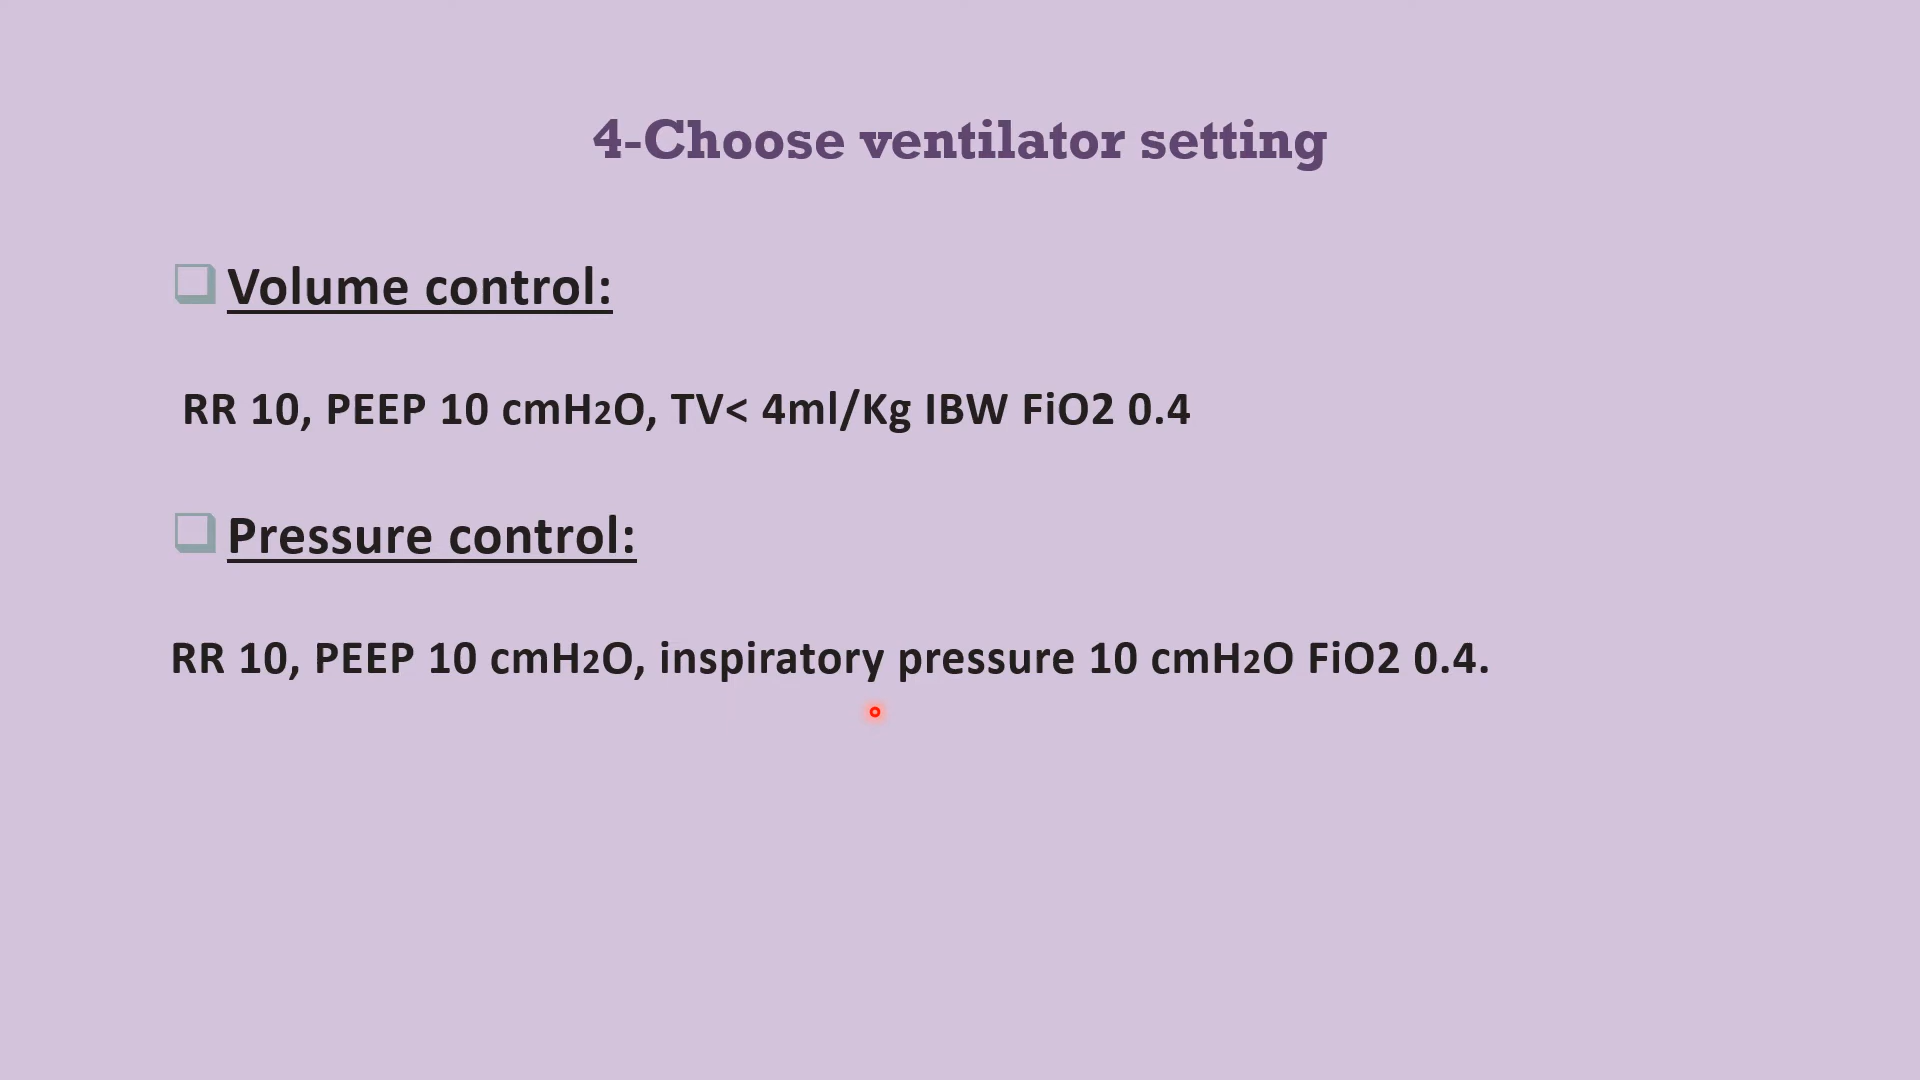 4-Choose ventilator setting
Volume control:
RR 10, PEEP 10 cmH2O, TV< 4ml/Kg IBW FiO2 0.4
Pressure control:
RR 10, PEEP 10 cmH2O, inspiratory pressure 10 cmH2O FiO2 0.4.